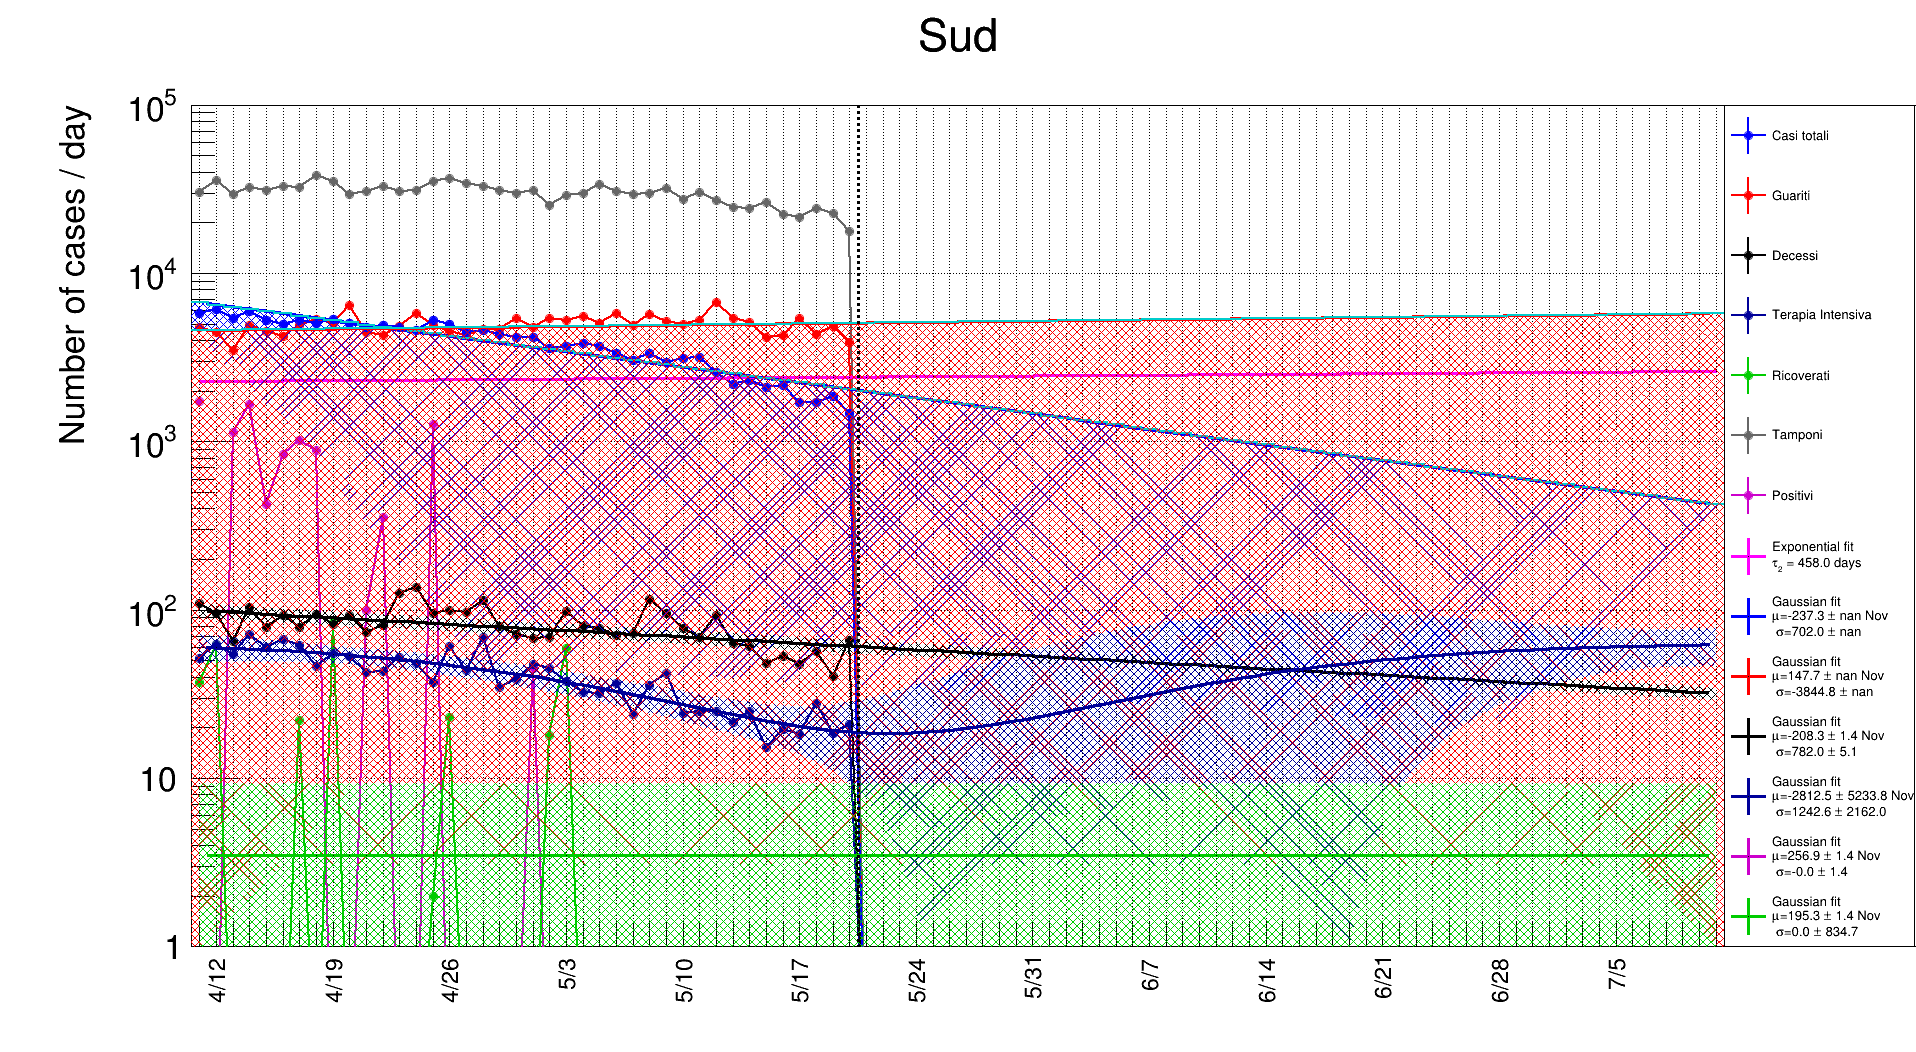 Sud
Number of cases / day
10^5
10^4
10^3
10^2
10
1
4/12
4/19
4/26
5/3
5/10
5/17
5/24
5/31
6/7
6/14
6/21
6/28
7/5
Casi totali
Guariti
Decessi
Terapia Intensiva
Ricoverati
Tamponi
Positivi
Exponential fit
τ_2 = 458.0 days
Gaussian fit
μ=-237.3 ± nan Nov
σ=702.0 ± nan
Gaussian fit
μ=147.7 ± nan Nov
σ=-3844.8 ± nan
Gaussian fit
μ=-208.3 ± 1.4 Nov
σ=782.0 ± 5.1
Gaussian fit
μ=-2812.5 ± 5233.8 Nov
σ=1242.6 ± 2162.0
Gaussian fit
μ=256.9 ± 1.4 Nov
σ=-0.0 ± 1.4
Gaussian fit
μ=195.3 ± 1.4 Nov
σ=0.0 ± 834.7